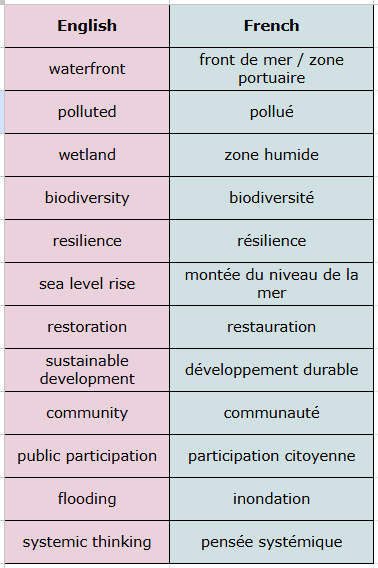 English French
waterfront front de mer / zone
portuaire
polluted pollué
wetland zone humide
biodiversity biodiversité
resilience résilience
sea level rise montée du niveau de la
mer
restoration restauration
sustainable
development développement durable
community communauté
public participation participation citoyenne
flooding inondation
systemic thinking pensée systémique